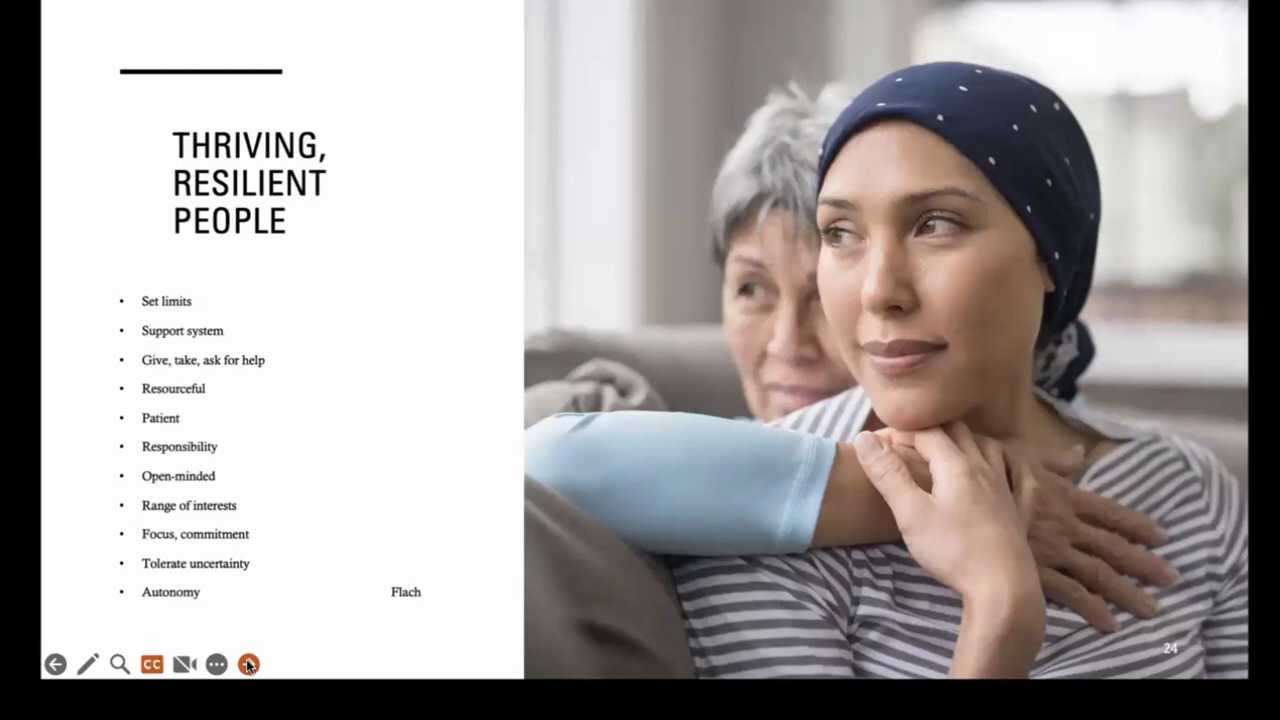 THRIVING,
RESILIENT
PEOPLE
• Set limits
• Support system
• Give, take, ask for help
• Resourceful
• Patient
• Responsibility
• Open-minded
• Range of interests
• Focus, commitment
• Tolerate uncertainty
• Autonomy Flach
CC
24